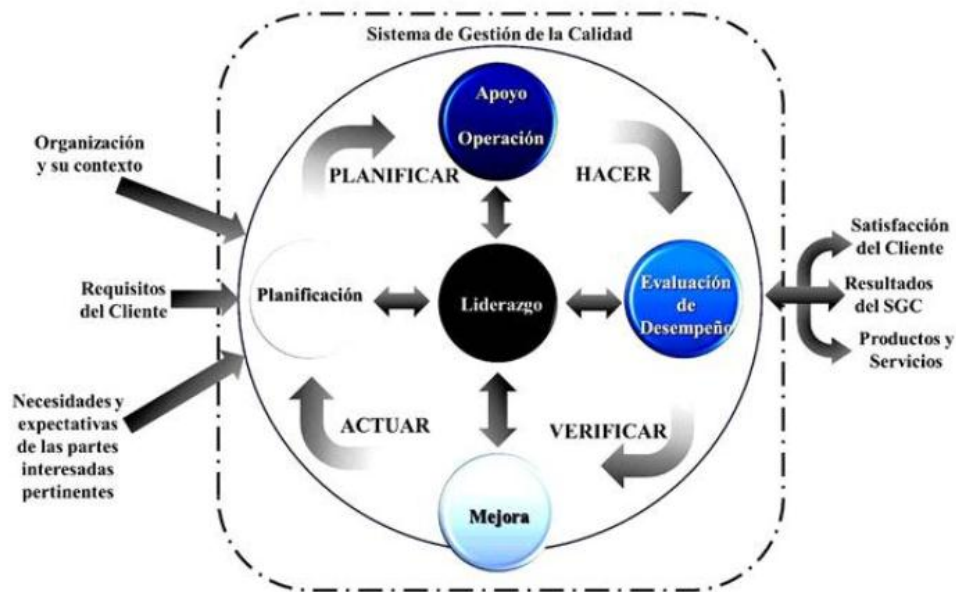 Sistema de Gestión de la Calidad
Apoyo
Operación
Organización
y su contexto
PLANIFICAR
HACER
Satisfacción
del Cliente
Requisitos
del Cliente
Planificación
Liderazgo
Evaluación
de
Desempeño
Resultados
del SGC
Productos y
Servicios
Necesidades y
expectativas
de las partes
interesadas
pertinentes
ACTUAR
VERIFICAR
Mejora